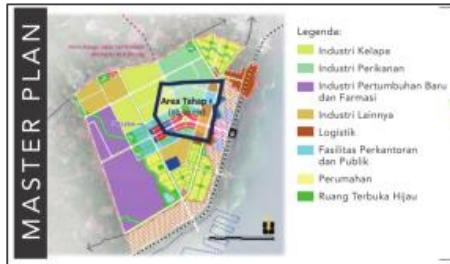 MASTER PLAN
Area Tahap
Legenda:
Industri Kelapa
Industri Perikanan
Industri Pertumbuhan Baru
dan Farmasi
Industri Lainnya
Logistik
Fasilitas Perkantoran
dan Publik
Perumahan
Ruang Terbuka Hijau